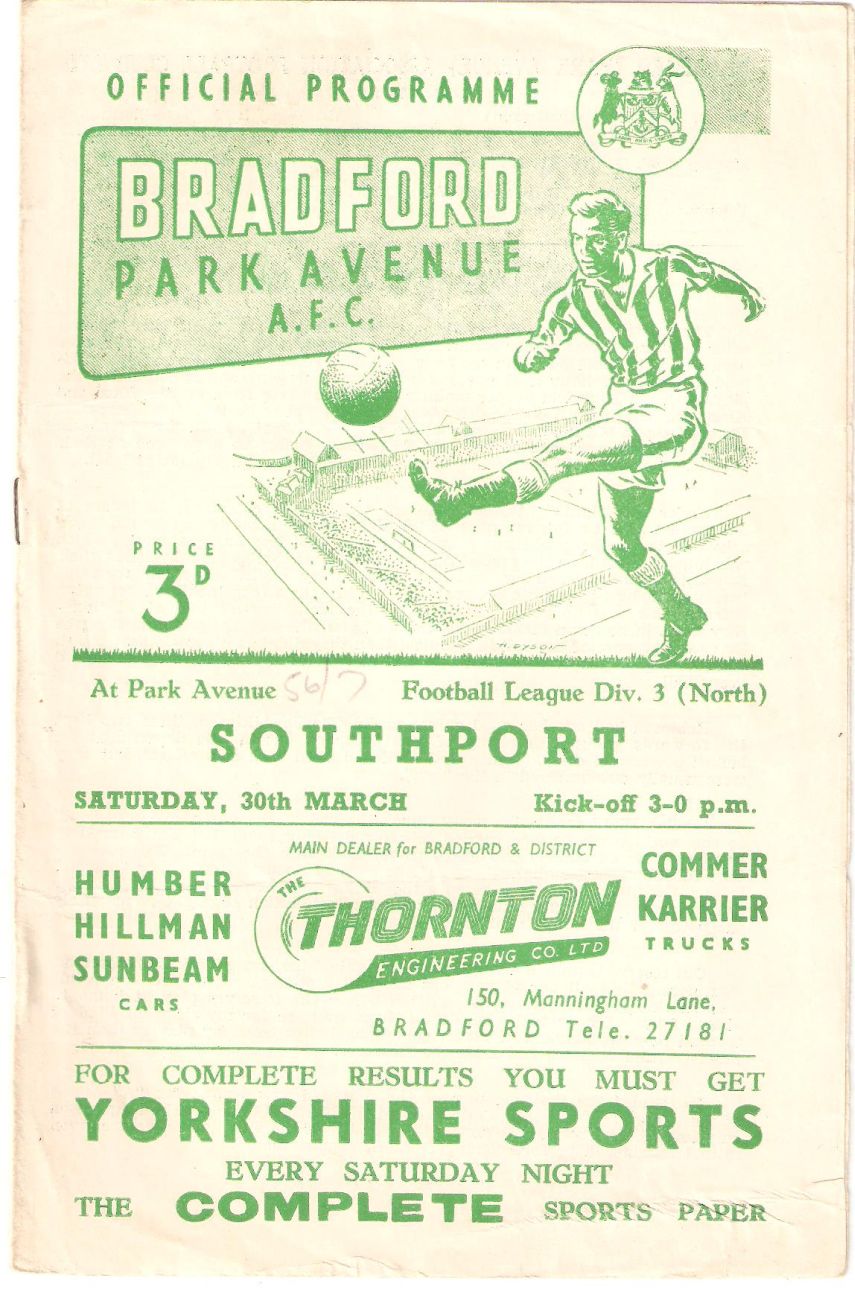 OFFICIAL PROGRAMME
BRADFORD
PARK AVENUE
A.F.C.
PRICE
3D
H. DYSON
At Park Avenue 56/7 Football League Div. 3 (North)
SOUTHPORT
SATURDAY, 30th MARCH Kick-off 3-0 p.m.
MAIN DEALER for BRADFORD & DISTRICT
HUMBER
HILLMAN
SUNBEAM
CARS
THE
THORNTON
ENGINEERING CO. LTD
COMMER
KARRIER
TRUCKS
150, Manningham Lane,
BRADFORD Tele. 27181
FOR COMPLETE RESULTS YOU MUST GET
YORKSHIRE SPORTS
EVERY SATURDAY NIGHT
THE COMPLETE SPORTS PAPER